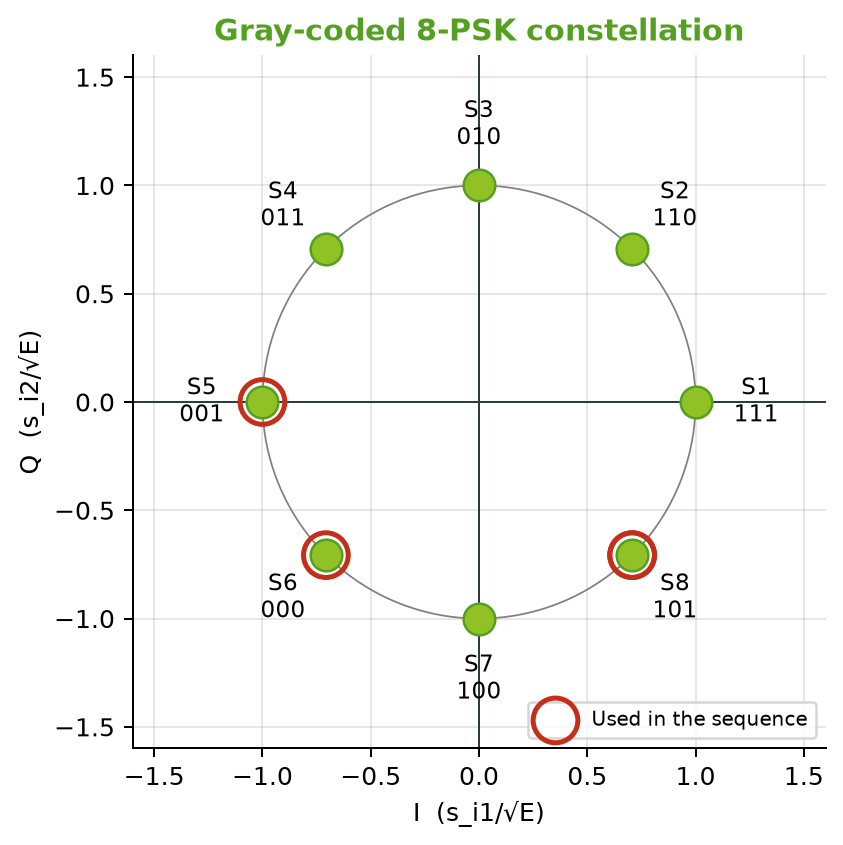 Gray-coded 8-PSK constellation
1.5
1.0
0.5
0.0
−0.5
−1.0
−1.5
Q (s_i2/√E)
S3
010
S4
011
S2
110
S5
001
S1
111
S6
000
S8
101
S7
100
Used in the sequence
−1.5
−1.0
−0.5
0.0
0.5
1.0
1.5
I (s_i1/√E)